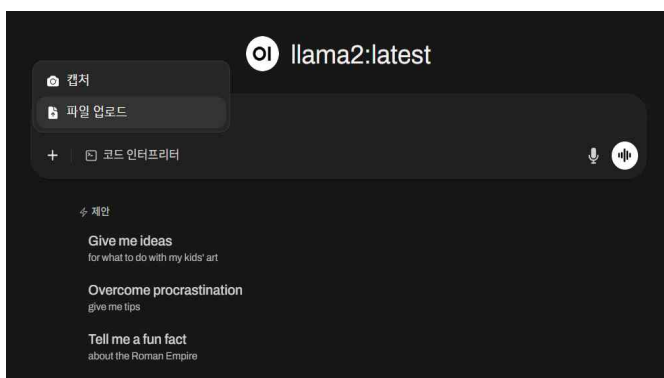 OI llama2:latest
캡처
파일 업로드
코드 인터프리터
제안
Give me ideas
for what to do with my kids' art
Overcome procrastination
give me tips
Tell me a fun fact
about the Roman Empire